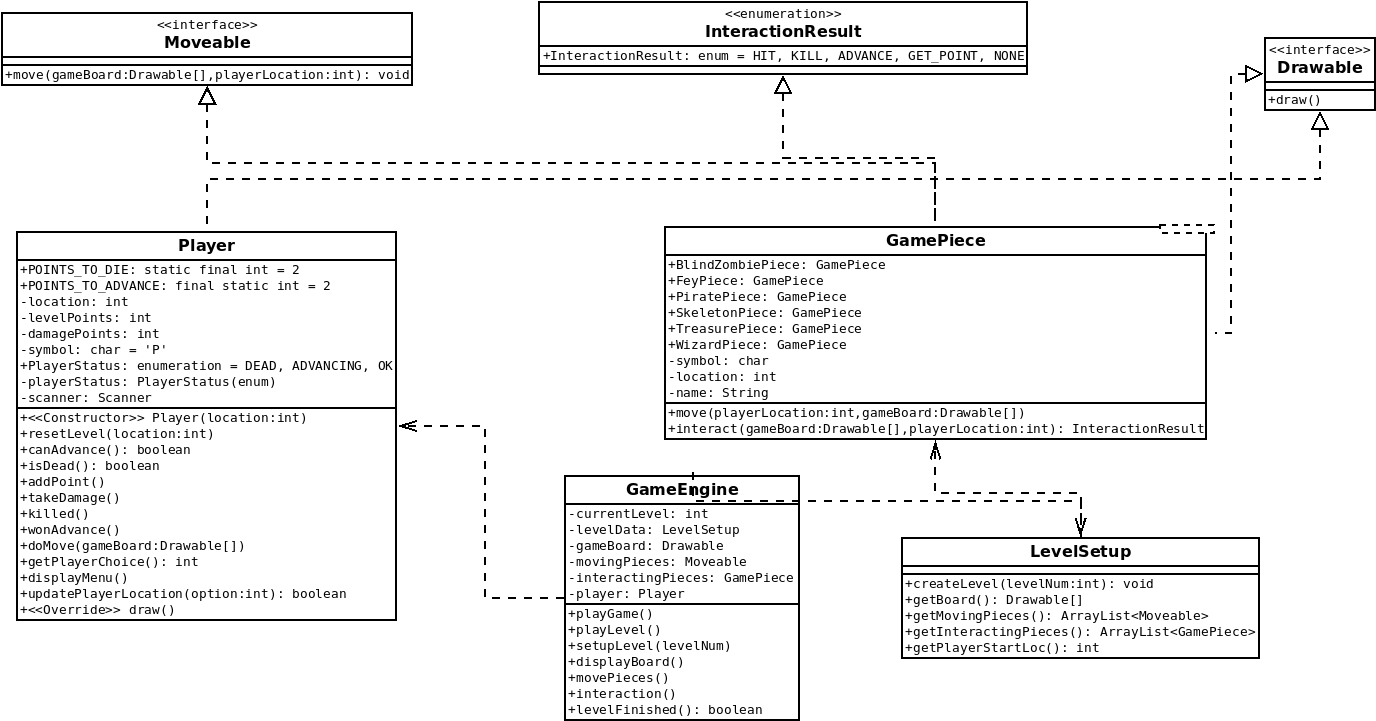 <<interface>>
Moveable
+move(gameBoard:Drawable[],playerLocation:int): void
<<enumeration>>
InteractionResult
+InteractionResult: enum = HIT, KILL, ADVANCE, GET_POINT, NONE
<<interface>>
Drawable
+draw()
Player
+POINTS_TO_DIE: static final int = 2
+POINTS_TO_ADVANCE: final static int = 2
-location: int
-levelPoints: int
-damagePoints: int
-symbol: char = 'P'
+PlayerStatus: enumeration = DEAD, ADVANCING, OK
-playerStatus: PlayerStatus(enum)
-scanner: Scanner
+<<Constructor>> Player(location:int)
+resetLevel(location:int)
+canAdvance(): boolean
+isDead(): boolean
+addPoint()
+takeDamage()
+killed()
+wonAdvance()
+doMove(gameBoard:Drawable[])
+getPlayerChoice(): int
+displayMenu()
+updatePlayerLocation(option:int): boolean
+<<Override>> draw()
GamePiece
+BlindZombiePiece: GamePiece
+FeyPiece: GamePiece
+PiratePiece: GamePiece
+SkeletonPiece: GamePiece
+TreasurePiece: GamePiece
+WizardPiece: GamePiece
-symbol: char
-location: int
-name: String
+move(playerLocation:int,gameBoard:Drawable[])
+interact(gameBoard:Drawable[],playerLocation:int): InteractionResult
GameEngine
-currentLevel: int
-levelData: LevelSetup
-gameBoard: Drawable
-movingPieces: Moveable
-interactingPieces: GamePiece
-player: Player
+playGame()
+playLevel()
+setupLevel(levelNum)
+displayBoard()
+movePieces()
+interaction()
+levelFinished(): boolean
LevelSetup
+createLevel(levelNum:int): void
+getBoard(): Drawable[]
+getMovingPieces(): ArrayList<Moveable>
+getInteractingPieces(): ArrayList<GamePiece>
+getPlayerStartLoc(): int